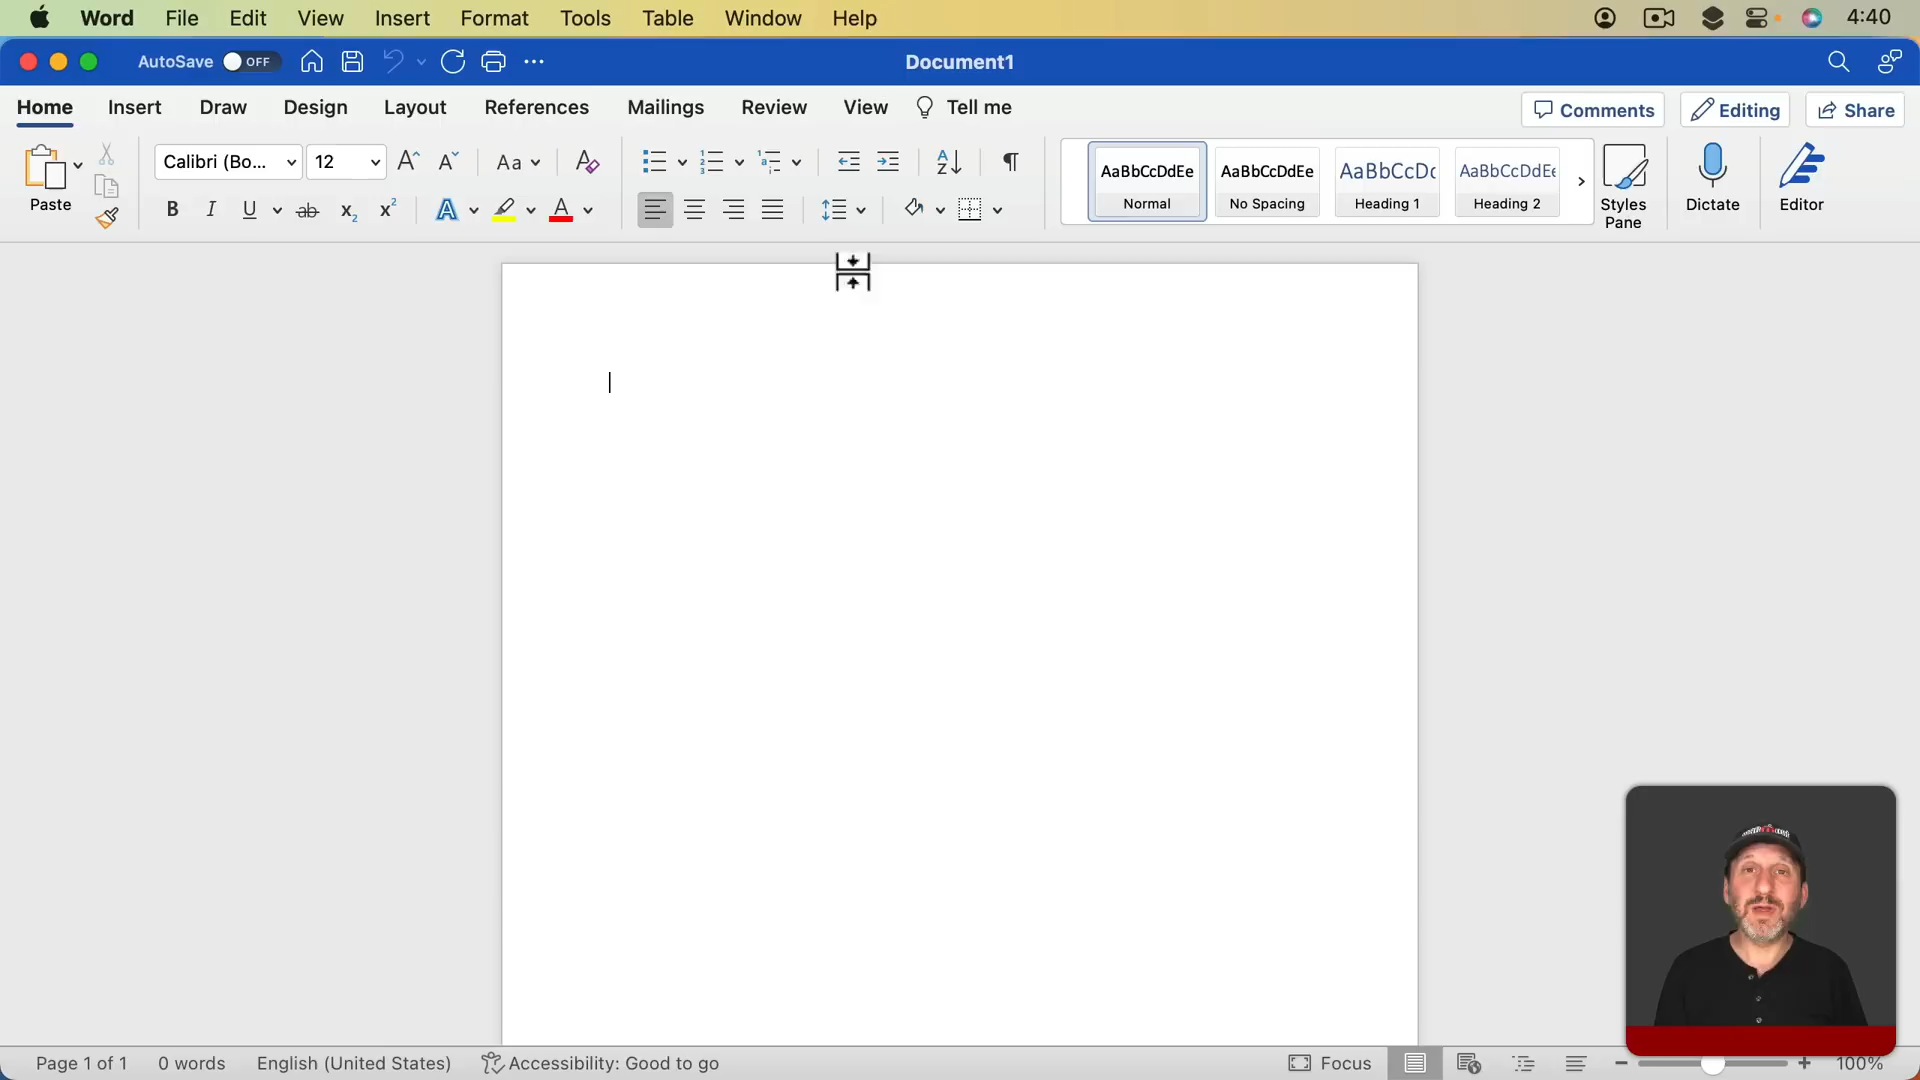 Word File Edit View Insert Format Tools Table Window Help 4:40
AutoSave OFF Document1
Home Insert Draw Design Layout References Mailings Review View Tell me Comments Editing Share
Paste
Calibri (Bo... 12 Aa
AaBbCcDdEe AaBbCcDdEe AaBbCcDc AaBbCcDdEe
Normal No Spacing Heading 1 Heading 2
Styles
Pane
Dictate
Editor
Page 1 of 1 0 words English (United States) Accessibility: Good to go Focus 100%